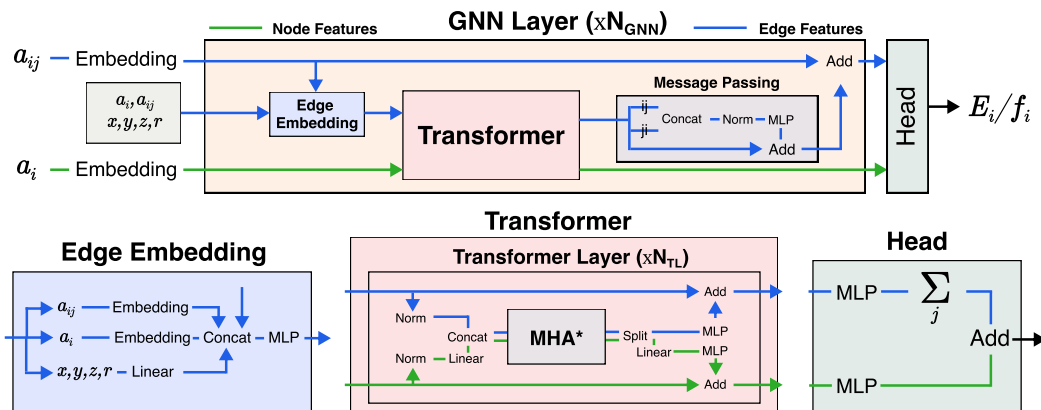 GNN Layer (xN_GNN)
Node Features
Edge Features
a_ij
Embedding
Add
a_i, a_ij
x,y,z,r
Edge
Embedding
Transformer
Message Passing
ij
ji
Concat
Norm
MLP
Add
Head
E_i/f_i
a_i
Embedding
Edge Embedding
a_ij
Embedding
a_i
Embedding
Concat
MLP
x,y,z,r
Linear
Transformer
Transformer Layer (xN_TL)
Norm
Add
Concat
MHA*
Split
MLP
Norm
Linear
Linear
MLP
Add
Head
MLP
∑
j
Add
MLP